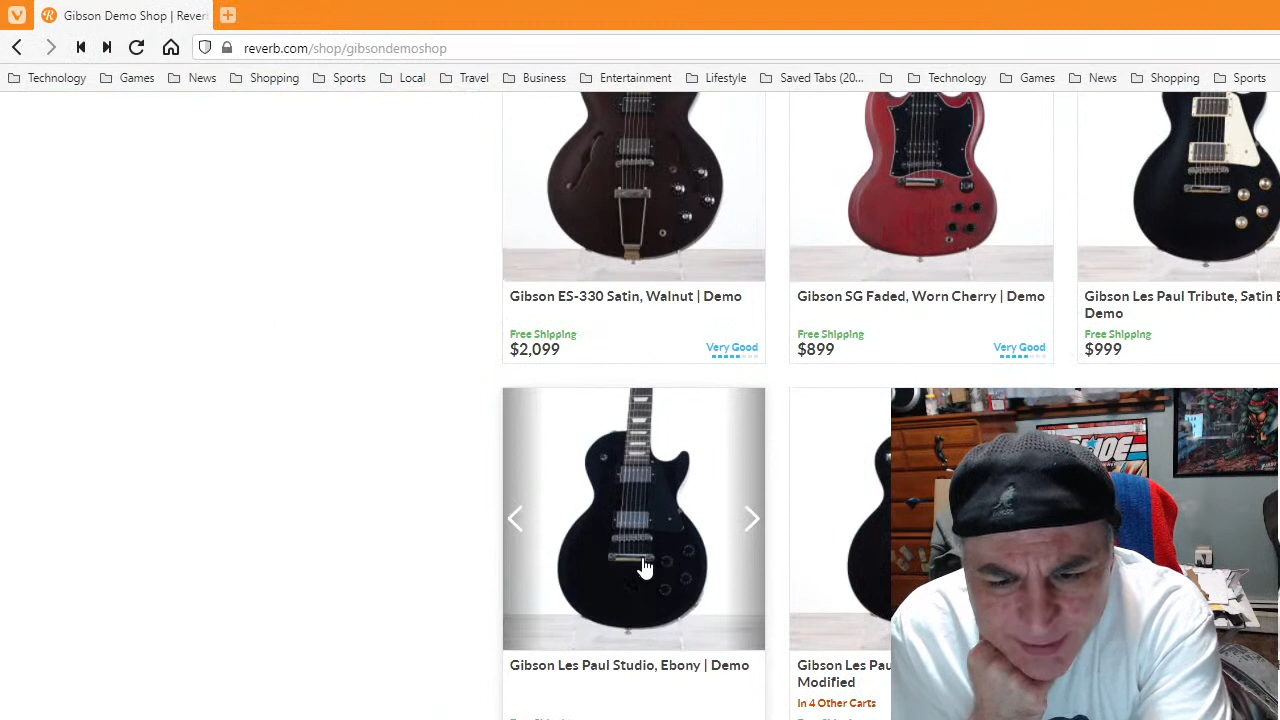 Gibson Demo Shop | Rever
reverb.com/shop/gibsondemoshop
Technology Games News Shopping Sports Local Travel Business Entertainment Lifestyle Saved Tabs (20... Technology Games News Shopping Sports
Gibson ES-330 Satin, Walnut | Demo
Free Shipping
$2,099 Very Good
Gibson SG Faded, Worn Cherry | Demo
Free Shipping
$899 Very Good
Gibson Les Paul Tribute, Satin E
Demo
Free Shipping
$999
Gibson Les Paul Studio, Ebony | Demo
Gibson Les Pau
Modified
In 4 Other Carts